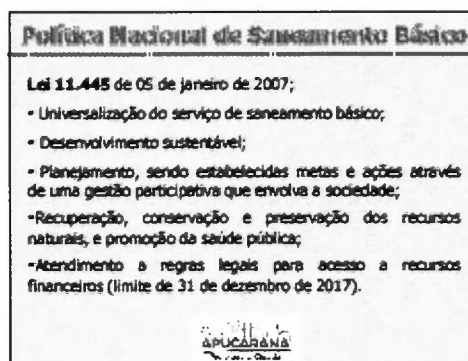 Política Nacional de Saneamento Básico
Lei 11.445 de 05 de janeiro de 2007;
• Universialização do serviço de saneamento básico;
• Desenvolvimento sustentável;
• Planejamento, sendo estabelecidas metas e ações através
de uma gestão participativa que envolva a sociedade;
•Recuperação, conservação e preservação dos recursos
naturais, e promoção da saúde pública;
•Atendimento a regras legais para acesso a recursos
financeiros (limite de 31 de dezembro de 2017).
APUCARANA